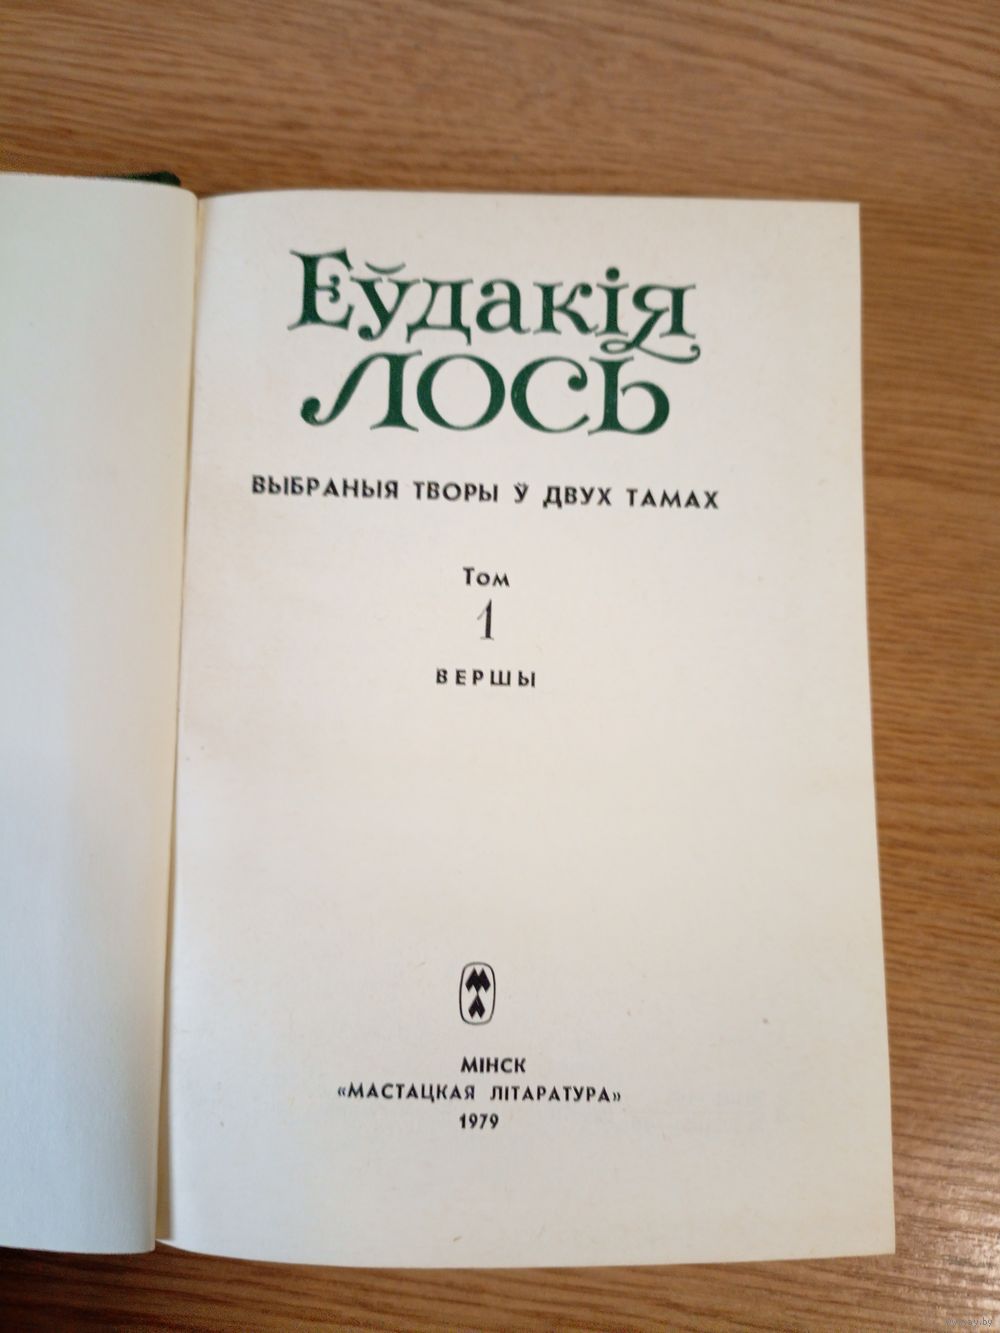 Еўдакія
Лось
ВЫБРАНЫЯ ТВОРЫ Ў ДВУХ ТАМАХ
Том
1
ВЕРШЫ
МІНСК
«МАСТАЦКАЯ ЛІТАРАТУРА»
1979